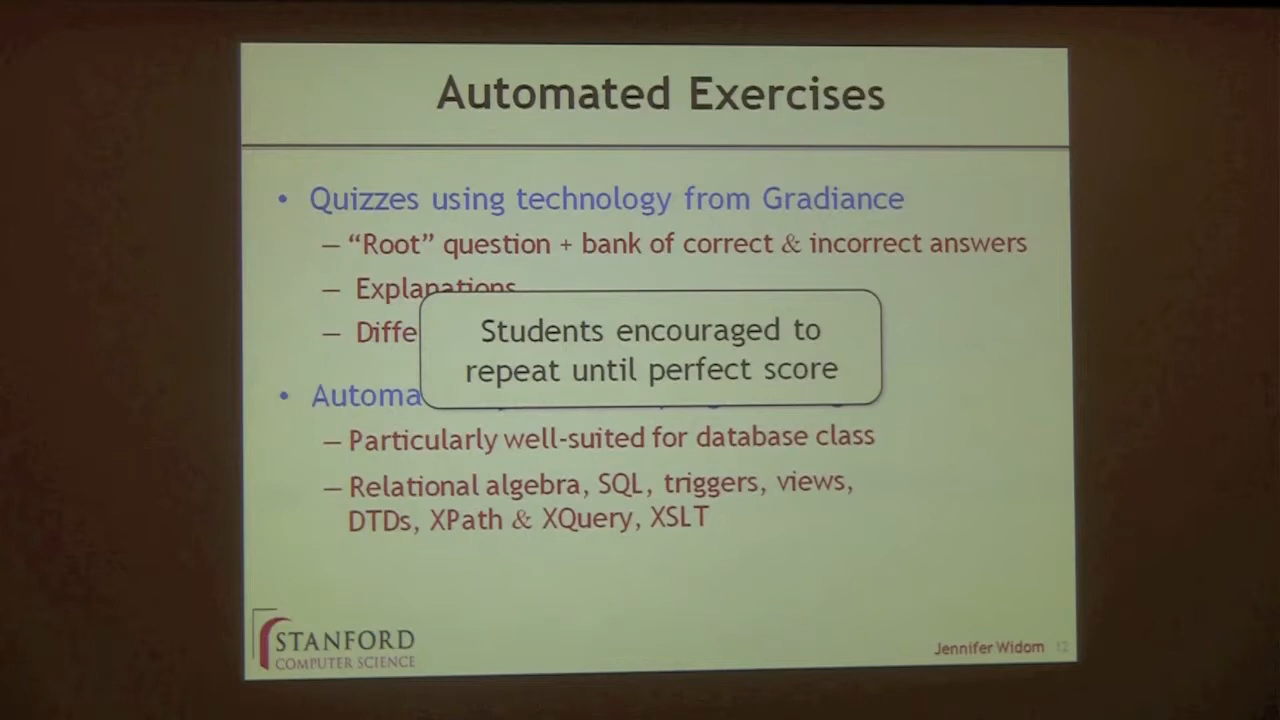 Automated Exercises
• Quizzes using technology from Gradiance
– “Root” question + bank of correct & incorrect answers
– Explanations
– Diffe
Students encouraged to
repeat until perfect score
• Automa
– Particularly well-suited for database class
– Relational algebra, SQL, triggers, views,
DTDs, XPath & XQuery, XSLT
STANFORD
COMPUTER SCIENCE
Jennifer Widom 12